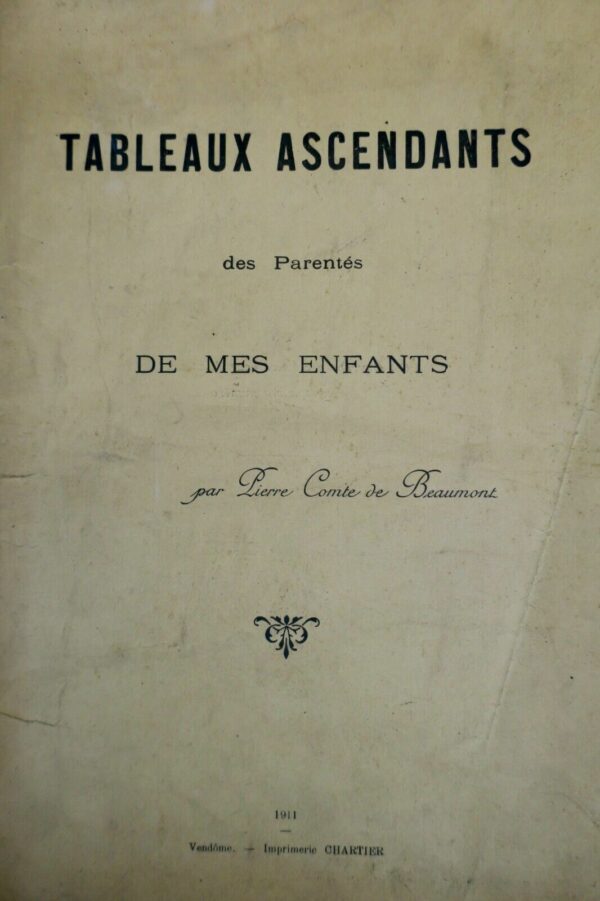 TABLEAUX ASCENDANTS
des Parentés
DE MES ENFANTS
par Pierre Comte de Beaumont
1911
Vendôme. — Imprimerie CHARTIER